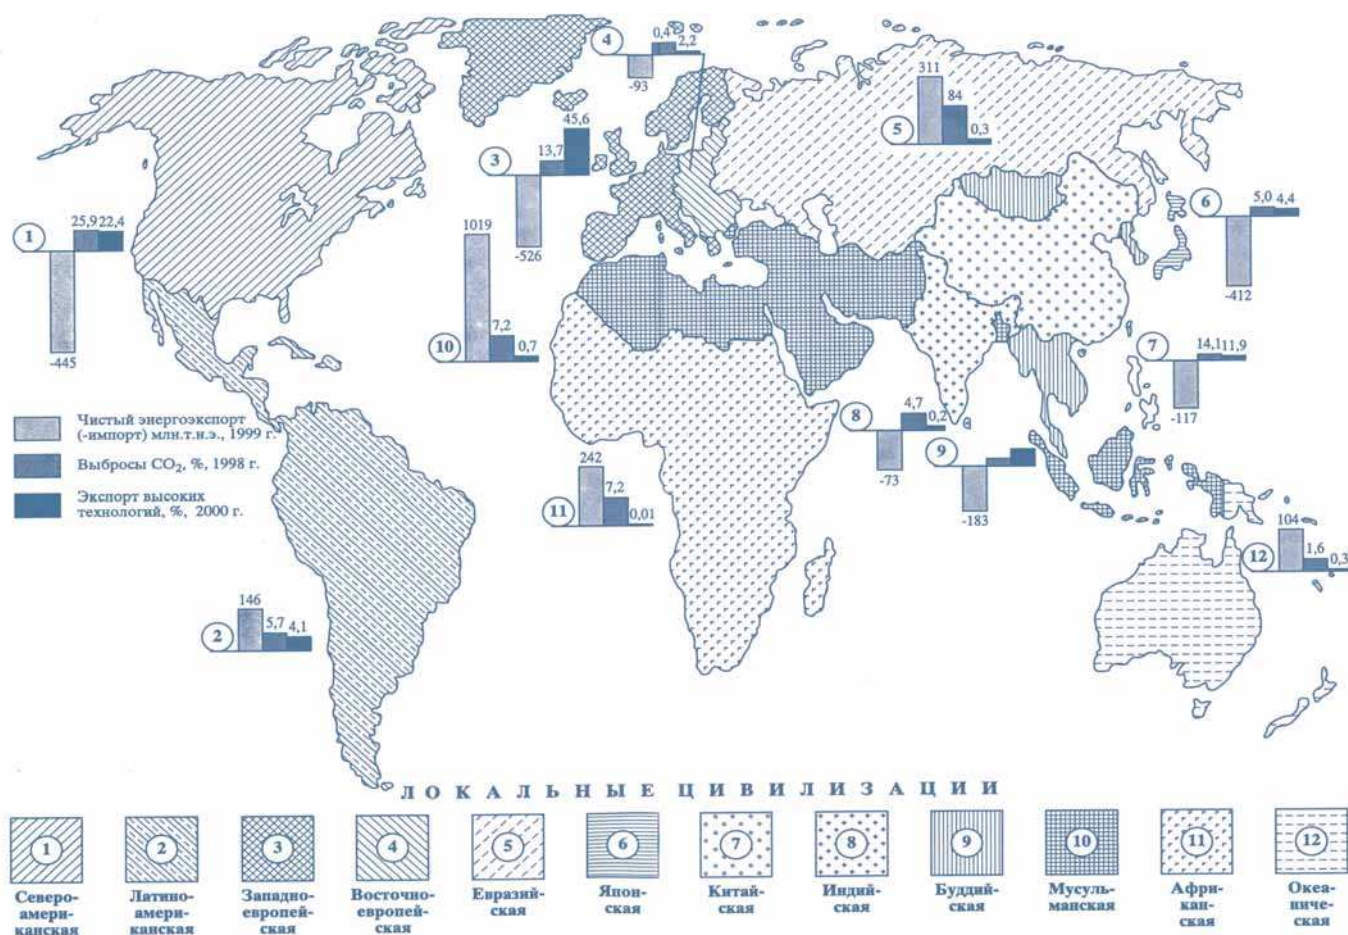 4
0,4
2,2
-93
311
84
0,3
5
45,6
13,7
3
-526
1
25,9
22,4
-445
1019
7,2
0,7
10
6
5,0
4,4
-412
7
14,1
11,9
-117
Чистый энергоэкспорт
(-импорт) млн.т.н.э., 1999 г.
Выбросы CO₂, %, 1998 г.
Экспорт высоких
технологий, %, 2000 г.
8
4,7
0,2
-73
9
-183
242
7,2
0,01
11
104
1,6
0,3
12
146
5,7
4,1
2
ЛОКАЛЬНЫЕ ЦИВИЛИЗАЦИИ
1
2
3
4
5
6
7
8
9
10
11
12
Северо-
амери-
канская
Латино-
амери-
канская
Западно-
европей-
ская
Восточно-
европей-
ская
Евразий-
ская
Япон-
ская
Китай-
ская
Индий-
ская
Буддий-
ская
Мусуль-
манская
Афри-
кан-
ская
Океа-
ниче-
ская